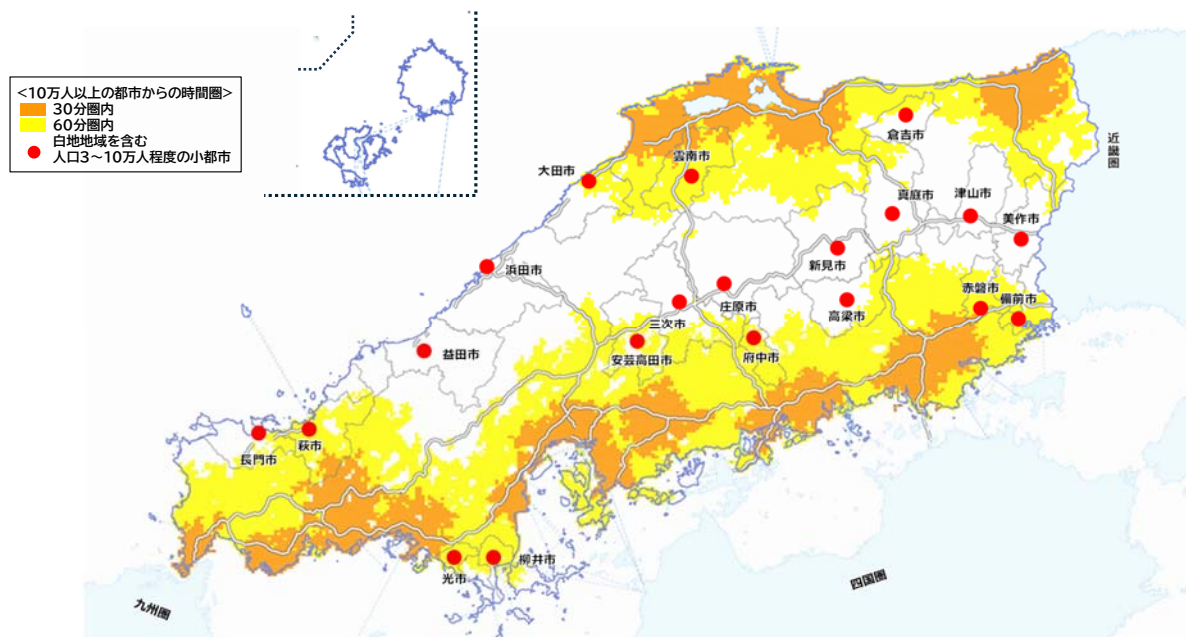 <10万人以上の都市からの時間圏>
30分圏内
60分圏内
白地地域を含む
人口3~10万人程度の小都市
近畿圏
倉吉市
雲南市
大田市
真庭市
津山市
美作市
浜田市
新見市
赤磐市
備前市
庄原市
高梁市
三次市
益田市
安芸高田市
府中市
萩市
長門市
柳井市
光市
四国圏
九州圏